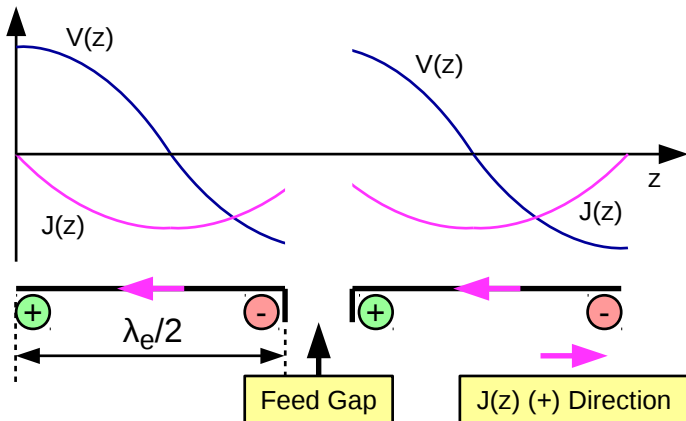 V(z)
V(z)
J(z)
J(z)
z
+
-
+
-
λe/2
Feed Gap
J(z) (+) Direction